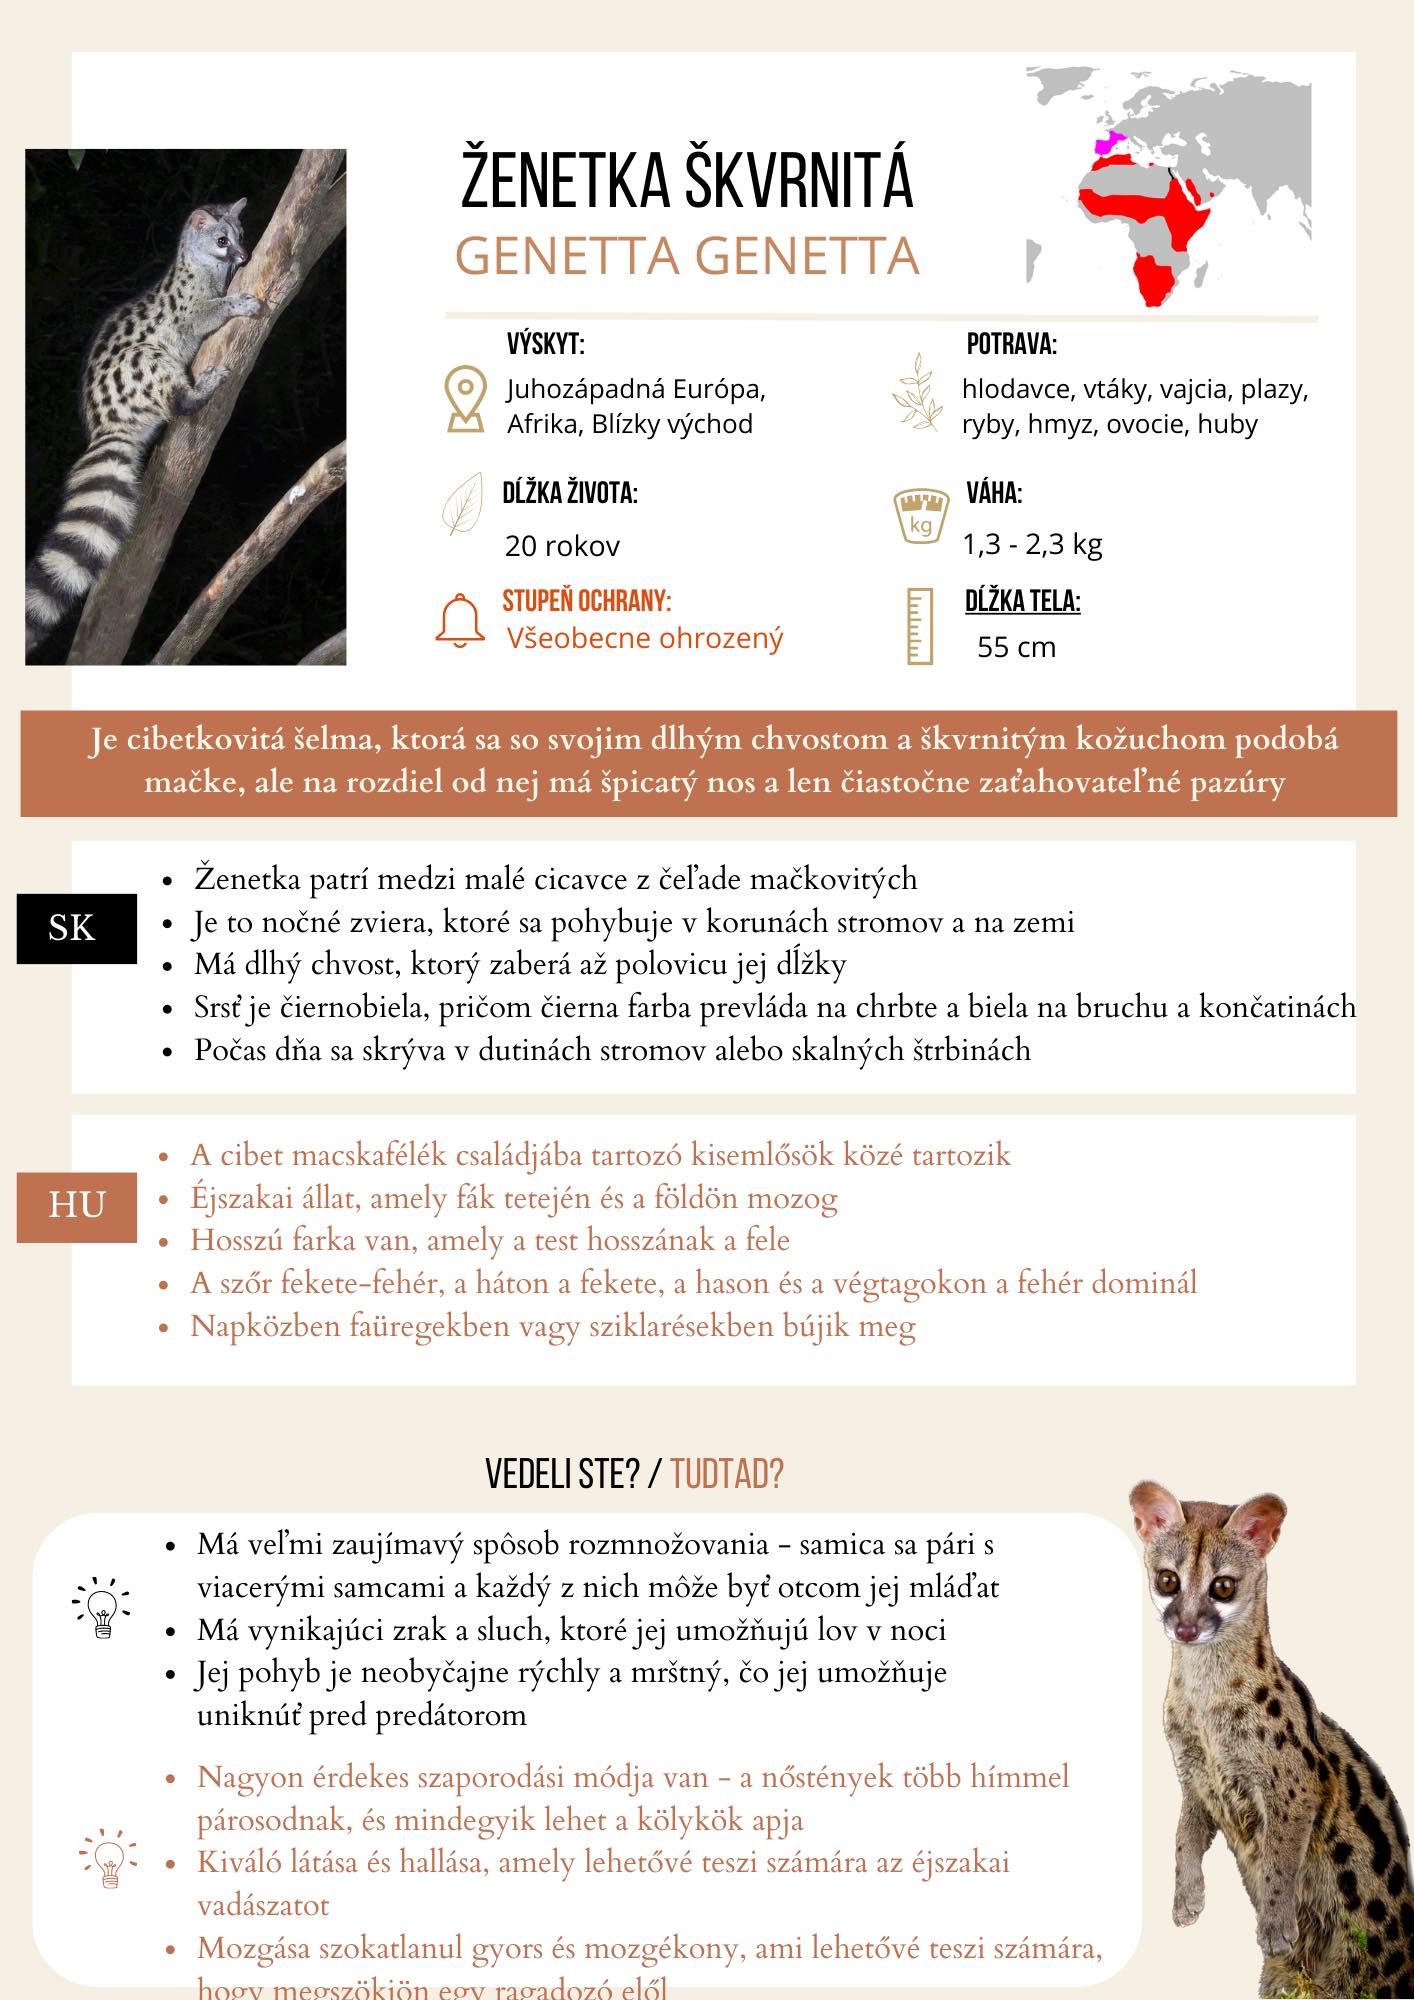 ŽENETKA ŠKVRNITÁ
GENETTA GENETTA
VÝSKYT:
Juhozápadná Európa,
Afrika, Blízky východ
POTRAVA:
hlodavce, vtáky, vajcia, plazy,
ryby, hmyz, ovocie, huby
DĹŽKA ŽIVOTA:
20 rokov
kg
VÁHA:
1,3 - 2,3 kg
STUPEŇ OCHRANY:
Všeobecne ohrozený
DĹŽKA TELA:
55 cm
Je cibetkovitá šelma, ktorá sa so svojim dlhým chvostom a škvrnitým kožuchom podobá
mačke, ale na rozdiel od nej má špicatý nos a len čiastočne zaťahovateľné pazúry
SK
• Ženetka patrí medzi malé cicavce z čeľade mačkovitých
• Je to nočné zviera, ktoré sa pohybuje v korunách stromov a na zemi
• Má dlhý chvost, ktorý zaberá až polovicu jej dĺžky
• Srsť je čiernobiela, pričom čierna farba prevláda na chrbte a biela na bruchu a končatinách
• Počas dňa sa skrýva v dutinách stromov alebo skalných štrbinách
HU
• A cibet macskafélék családjába tartozó kisemlősök közé tartozik
• Éjszakai állat, amely fák tetején és a földön mozog
• Hosszú farka van, amely a test hosszának a fele
• A szőr fekete-fehér, a háton a fekete, a hason és a végtagokon a fehér dominál
• Napközben faüregekben vagy sziklarésekben bújik meg
VEDELI STE? / TUDTAD?
• Má veľmi zaujímavý spôsob rozmnožovania - samica sa pári s
viacerými samcami a každý z nich môže byť otcom jej mláďat
• Má vynikajúci zrak a sluch, ktoré jej umožňujú lov v noci
• Jej pohyb je neobyčajne rýchly a mrštný, čo jej umožňuje
uniknúť pred predátorom
• Nagyon érdekes szaporodási módja van - a nőstények több hímmel
párosodnak, és mindegyik lehet a kölykök apja
• Kiváló látása és hallása, amely lehetővé teszi számára az éjszakai
vadászatot
• Mozgása szokatlanul gyors és mozgékony, ami lehetővé teszi számára,
hogy megszökjön egy ragadozó elől